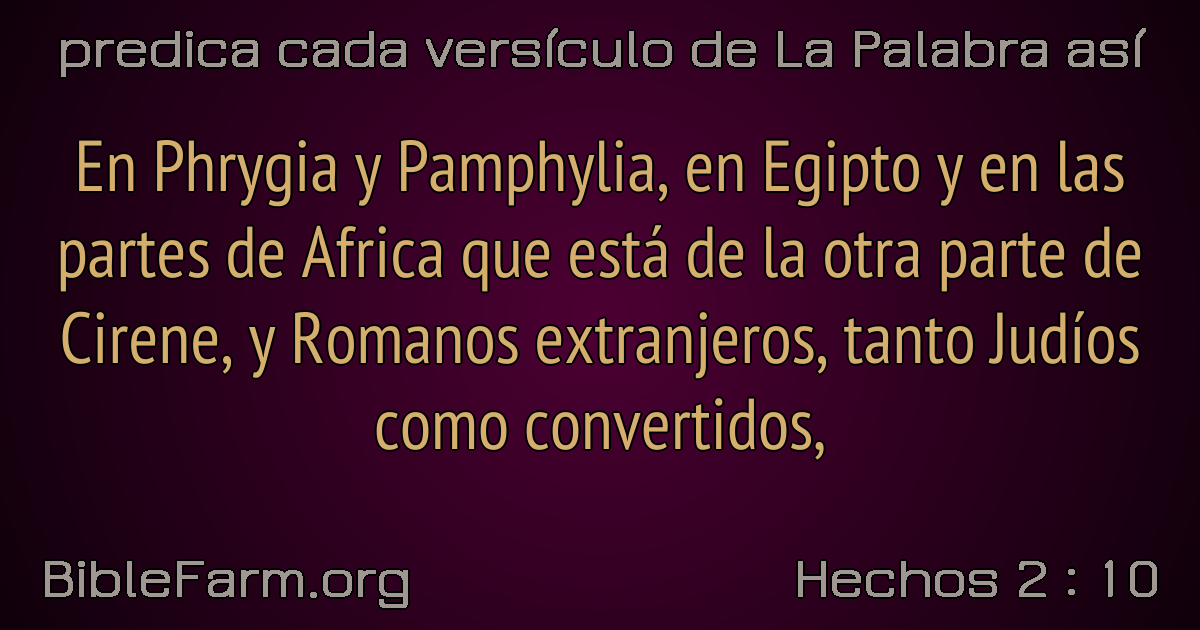 predica cada versículo de La Palabra así
En Phrygia y Pamphylia, en Egipto y en las
partes de Africa que está de la otra parte de
Cirene, y Romanos extranjeros, tanto Judíos
como convertidos,
BibleFarm.org
Hechos 2 : 10